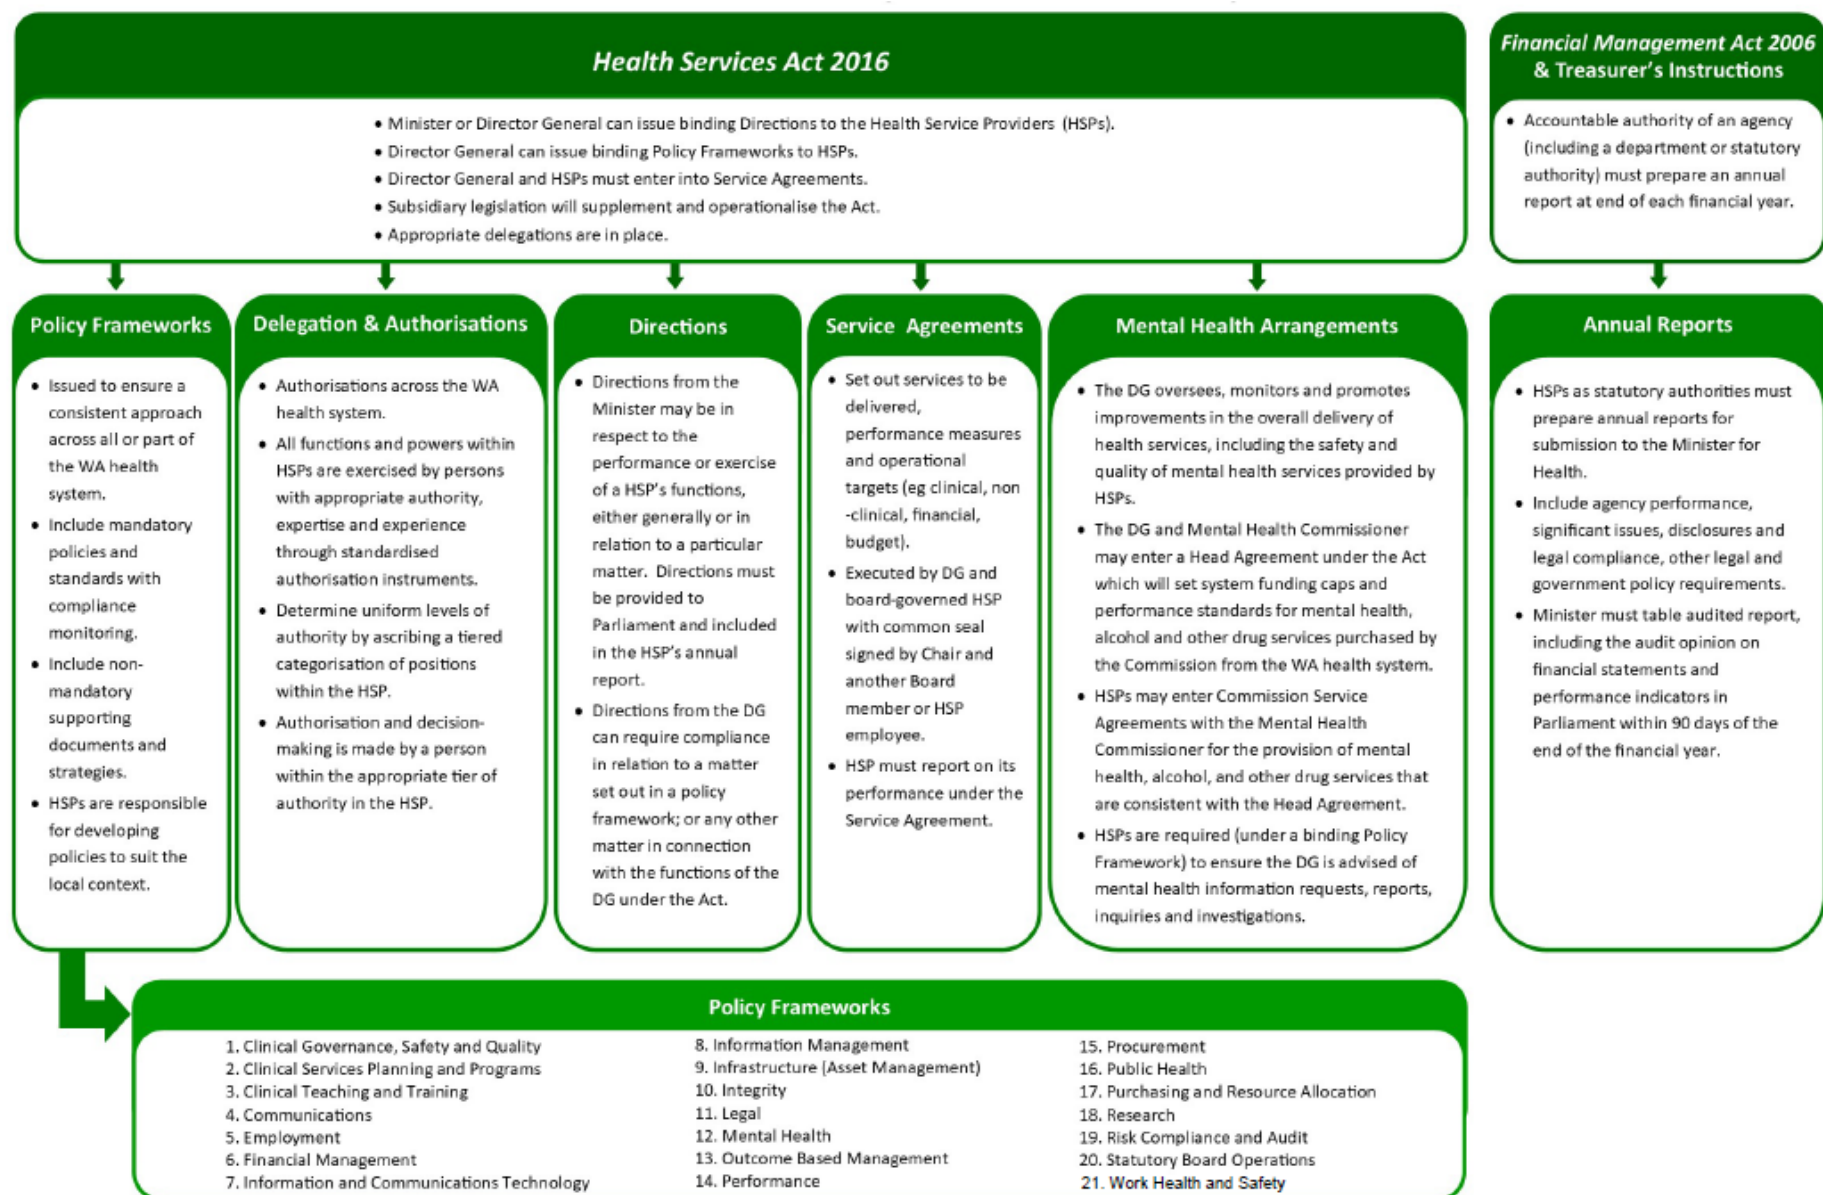 Health Services Act 2016
• Minister or Director General can issue binding Directions to the Health Service Providers (HSPs).
• Director General can issue binding Policy Frameworks to HSPs.
• Director General and HSPs must enter into Service Agreements.
• Subsidiary legislation will supplement and operationalise the Act.
• Appropriate delegations are in place.
Financial Management Act 2006
& Treasurer's Instructions
• Accountable authority of an agency
(including a department or statutory
authority) must prepare an annual
report at end of each financial year.
Policy Frameworks
• Issued to ensure a
consistent approach
across all or part of
the WA health
system.
• Include mandatory
policies and
standards with
compliance
monitoring.
• Include non-
mandatory
supporting
documents and
strategies.
• HSPs are responsible
for developing
policies to suit the
local context.
Delegation & Authorisations
• Authorisations across the WA
health system.
• All functions and powers within
HSPs are exercised by persons
with appropriate authority,
expertise and experience
through standardised
authorisation instruments.
• Determine uniform levels of
authority by ascribing a tiered
categorisation of positions
within the HSP.
• Authorisation and decision-
making is made by a person
within the appropriate tier of
authority in the HSP.
Directions
• Directions from the
Minister may be in
respect to the
performance or exercise
of a HSP's functions,
either generally or in
relation to a particular
matter. Directions must
be provided to
Parliament and included
in the HSP's annual
report.
• Directions from the DG
can require compliance
in relation to a matter
set out in a policy
framework; or any other
matter in connection
with the functions of the
DG under the Act.
Service Agreements
• Set out services to be
delivered,
performance measures
and operational
targets (eg clinical, non
-clinical, financial,
budget).
• Executed by DG and
board-governed HSP
with common seal
signed by Chair and
another Board
member or HSP
employee.
• HSP must report on its
performance under the
Service Agreement.
Mental Health Arrangements
• The DG oversees, monitors and promotes
improvements in the overall delivery of
health services, including the safety and
quality of mental health services provided by
HSPs.
• The DG and Mental Health Commissioner
may enter a Head Agreement under the Act
which will set system funding caps and
performance standards for mental health,
alcohol and other drug services purchased by
the Commission from the WA health system.
• HSPs may enter Commission Service
Agreements with the Mental Health
Commissioner for the provision of mental
health, alcohol, and other drug services that
are consistent with the Head Agreement.
• HSPs are required (under a binding Policy
Framework) to ensure the DG is advised of
mental health information requests, reports,
inquiries and investigations.
Annual Reports
• HSPs as statutory authorities must
prepare annual reports for
submission to the Minister for
Health.
• Include agency performance,
significant issues, disclosures and
legal compliance, other legal and
government policy requirements.
• Minister must table audited report,
including the audit opinion on
financial statements and
performance indicators in
Parliament within 90 days of the
end of the financial year.
Policy Frameworks
1. Clinical Governance, Safety and Quality
2. Clinical Services Planning and Programs
3. Clinical Teaching and Training
4. Communications
5. Employment
6. Financial Management
7. Information and Communications Technology
8. Information Management
9. Infrastructure (Asset Management)
10. Integrity
11. Legal
12. Mental Health
13. Outcome Based Management
14. Performance
15. Procurement
16. Public Health
17. Purchasing and Resource Allocation
18. Research
19. Risk Compliance and Audit
20. Statutory Board Operations
21. Work Health and Safety